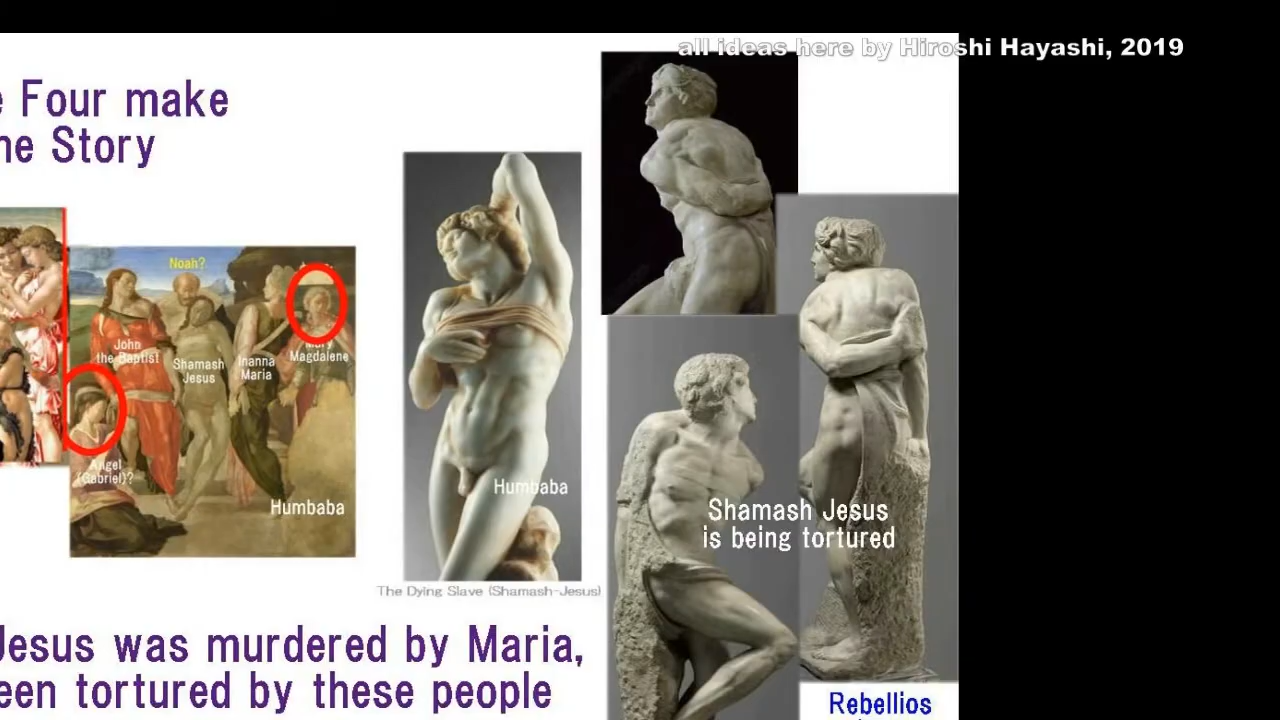 all ideas here by Hiroshi Hayashi, 2019
e Four make
ne Story
Noah?
John
the Baptist
Shamash
Jesus
Inanna
Maria
Mary
Magdalene
Angel
(Gabriel)?
Humbaba
Humbaba
The Dying Slave (Shamash-Jesus)
Shamash Jesus
is being tortured
Jesus was murdered by Maria,
een tortured by these people
Rebellios